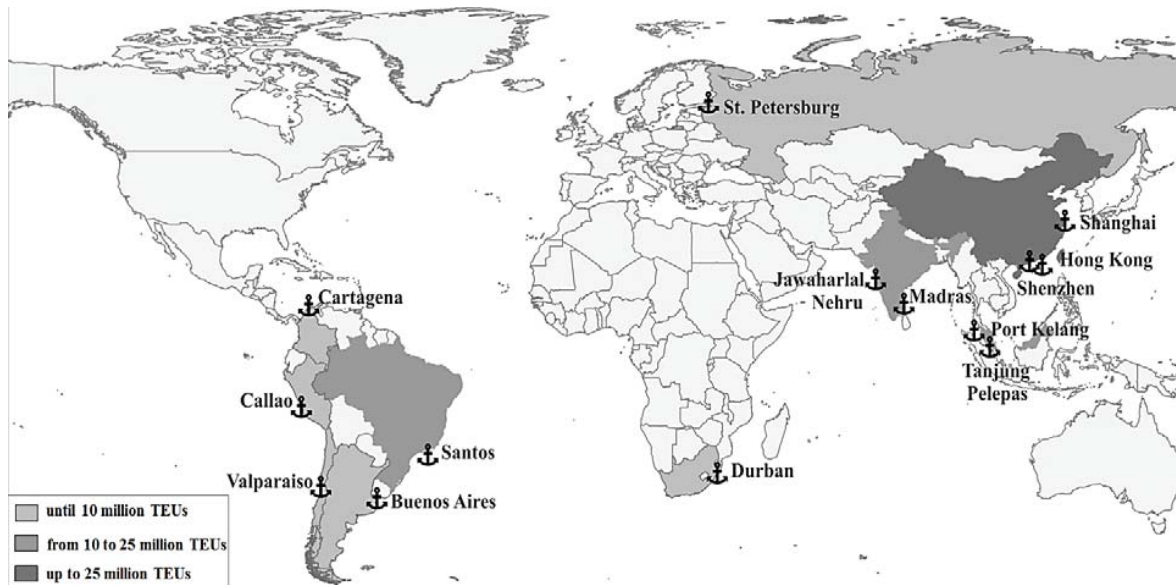 St. Petersburg
Shanghai
Hong Kong
Shenzhen
Jawaharlal
Nehru
Madras
Port Kelang
Tanjung
Pelepas
Cartagena
Callao
Santos
Valparaiso
Buenos Aires
Durban
until 10 million TEUs
from 10 to 25 million TEUs
up to 25 million TEUs